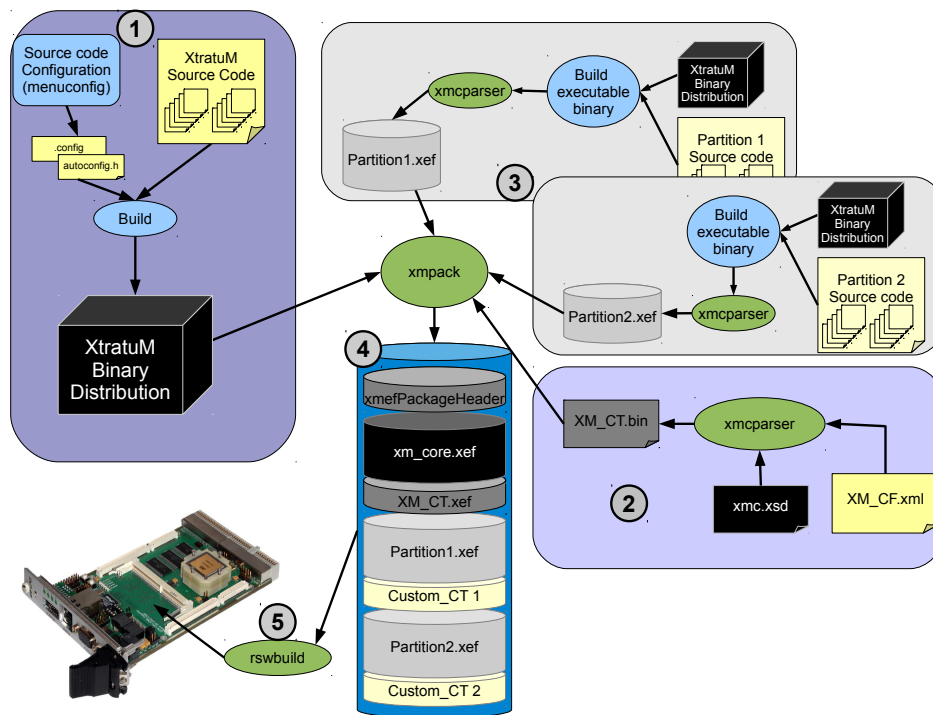 1
Source code
Configuration
(menuconfig)
XtratuM
Source Code
.config
autoconfig.h
Build
XtratuM
Binary
Distribution
xmcparser
Build
executable
binary
XtratuM
Binary
Distribution
Partition1.xef
Partition 1
Source code
3
Build
executable
binary
XtratuM
Binary
Distribution
Partition 2
Source code
xmcparser
Partition2.xef
xmpack
4
xmefPackageHeader
xm_core.xef
XM_CT.xef
Partition1.xef
Custom_CT 1
Partition2.xef
Custom_CT 2
XM_CT.bin
xmcparser
xmc.xsd
XM_CF.xml
2
5
rswbuild